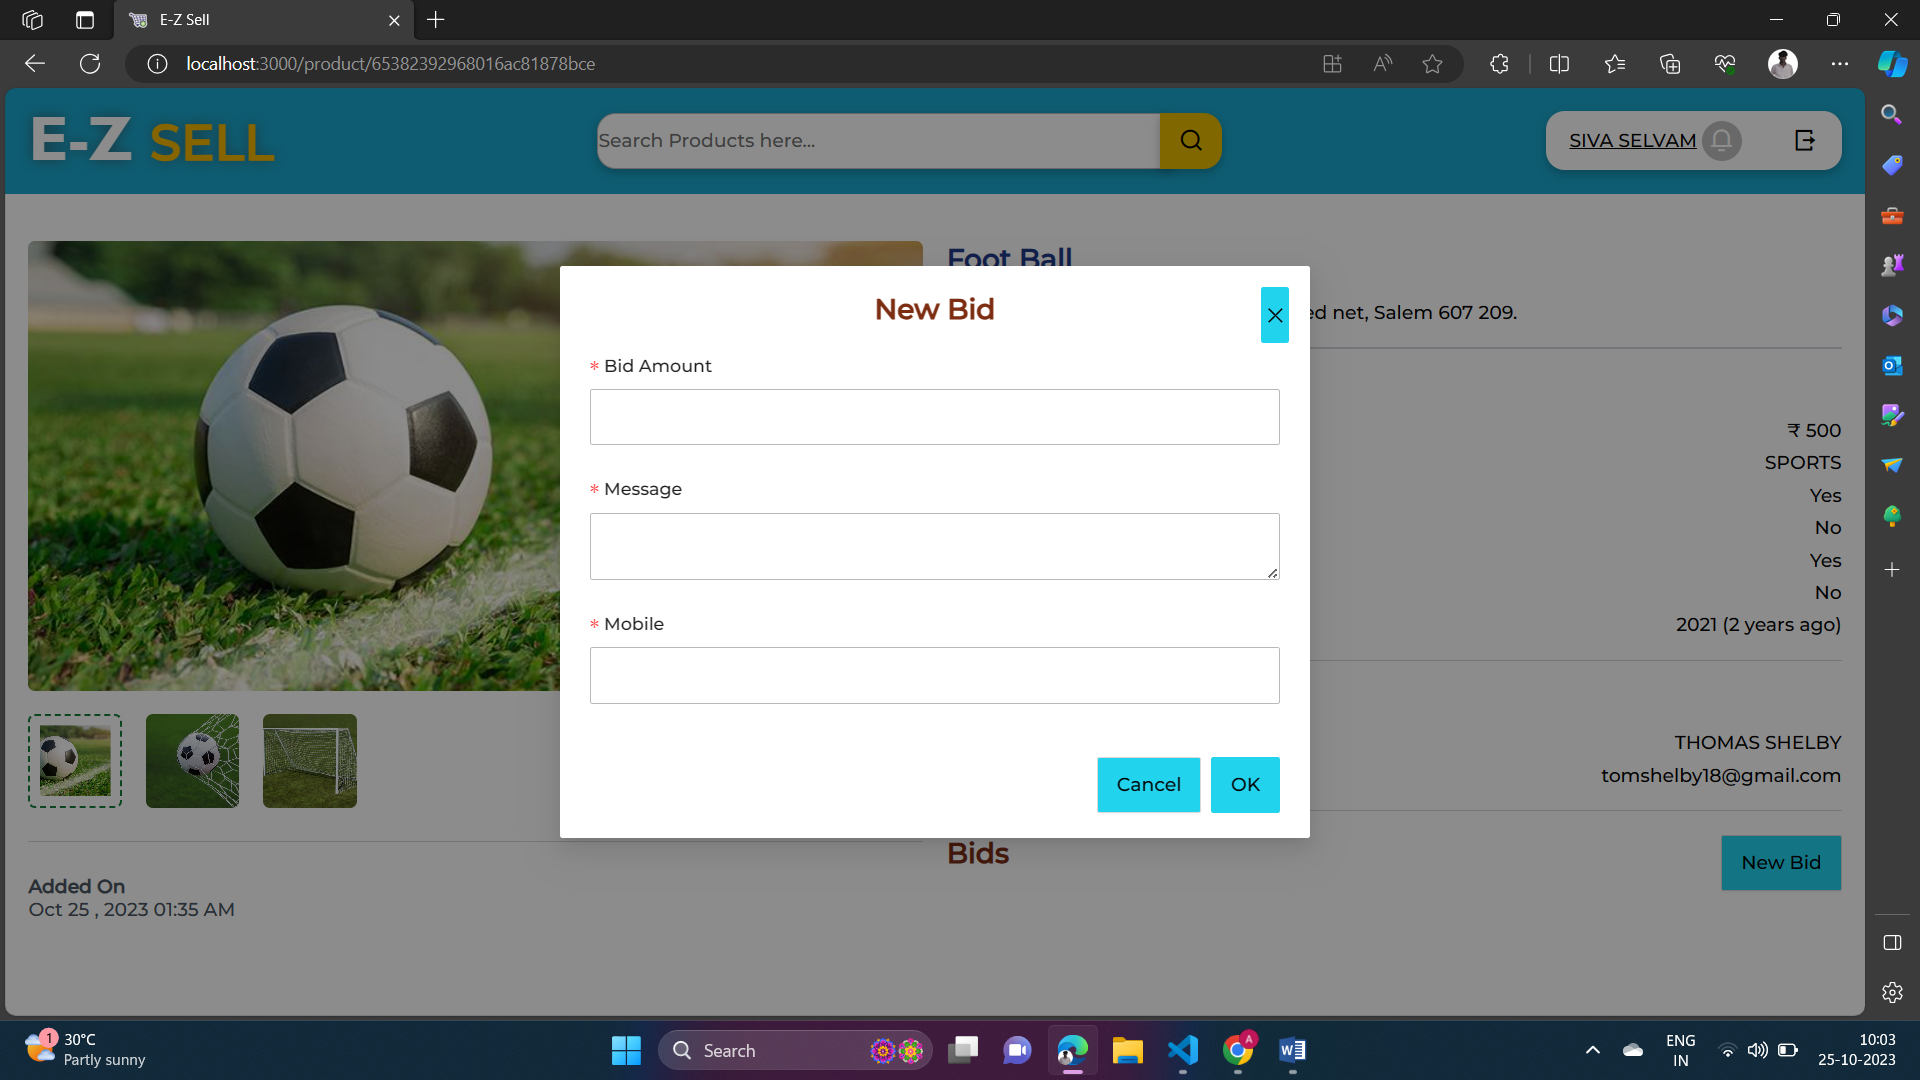 E-Z Sell
localhost:3000/product/65382392968016ac81878bce
E-Z SELL
Search Products here...
SIVA SELVAM
Foot Ball
ed net, Salem 607 209.
New Bid
* Bid Amount
* Message
* Mobile
Cancel
OK
₹ 500
SPORTS
Yes
No
Yes
No
2021 (2 years ago)
THOMAS SHELBY
tomshelby18@gmail.com
Bids
New Bid
Added On
Oct 25 , 2023 01:35 AM
1
30°C
Partly sunny
Search
A
W
ENG
IN
10:03
25-10-2023